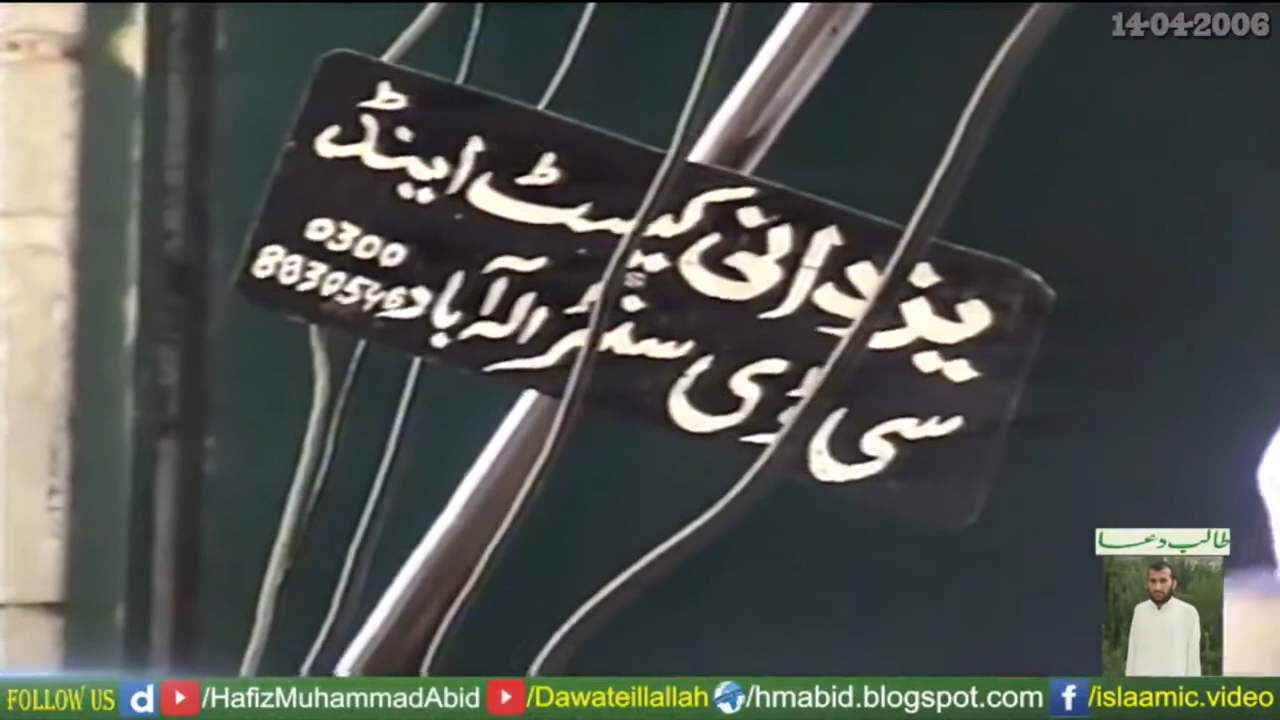 14-04-2006
یزدانی کیسٹ اینڈ
سی ڈی سنٹر الہ آباد
0300
8830546
طالب دعا
FOLLOW US d /HafizMuhammadAbid /Dawateillallah /hmabid.blogspot.com f /islaamic.video